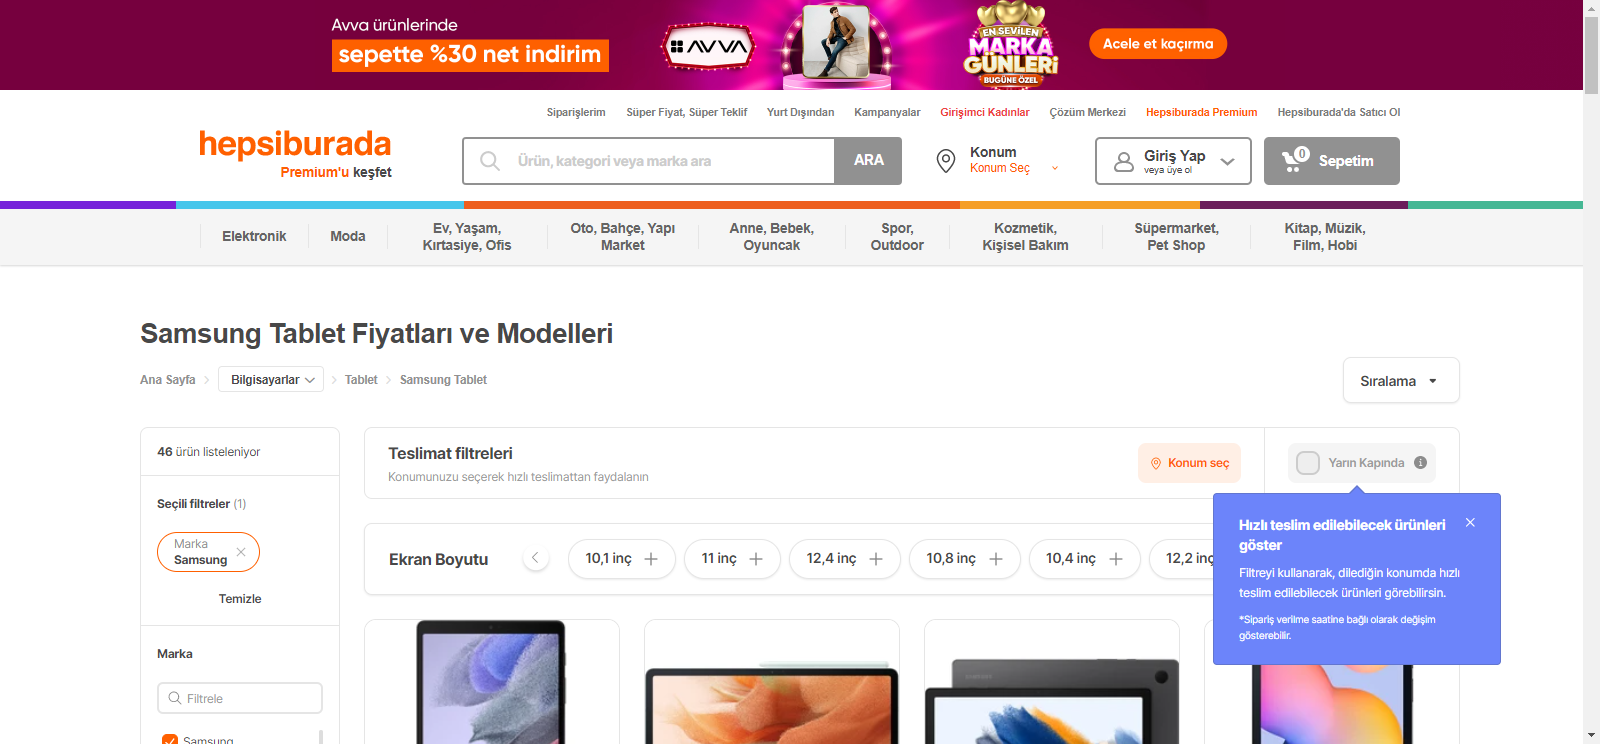 Avva ürünlerinde
sepette %30 net indirim
AVVA
EN SEVİLEN
MARKA
GÜNLERİ
BUGÜNE ÖZEL
Acele et kaçırma
Siparişlerim Süper Fiyat, Süper Teklif Yurt Dışından Kampanyalar Girişimci Kadınlar Çözüm Merkezi Hepsiburada Premium Hepsiburada'da Satıcı Ol
hepsiburada
Premium'u keşfet
Ürün, kategori veya marka ara
ARA
Konum
Konum Seç
Giriş Yap
veya üye ol
0
Sepetim
Elektronik
Moda
Ev, Yaşam,
Kırtasiye, Ofis
Oto, Bahçe, Yapı
Market
Anne, Bebek,
Oyuncak
Spor,
Outdoor
Kozmetik,
Kişisel Bakım
Süpermarket,
Pet Shop
Kitap, Müzik,
Film, Hobi
Samsung Tablet Fiyatları ve Modelleri
Ana Sayfa Bilgisayarlar Tablet Samsung Tablet
Sıralama
46 ürün listeleniyor
Seçili filtreler (1)
Marka
Samsung
Temizle
Marka
Filtrele
Samsung
Teslimat filtreleri
Konumunuzu seçerek hızlı teslimattan faydalanın
Konum seç
Yarın Kapında
Ekran Boyutu
10,1 inç
11 inç
12,4 inç
10,8 inç
10,4 inç
12,2 inç
Hızlı teslim edilebilecek ürünleri
göster
Filtreyi kullanarak, dilediğin konumda hızlı
teslim edilebilecek ürünleri görebilirsin.
*Sipariş verilme saatine bağlı olarak değişim
gösterebilir.